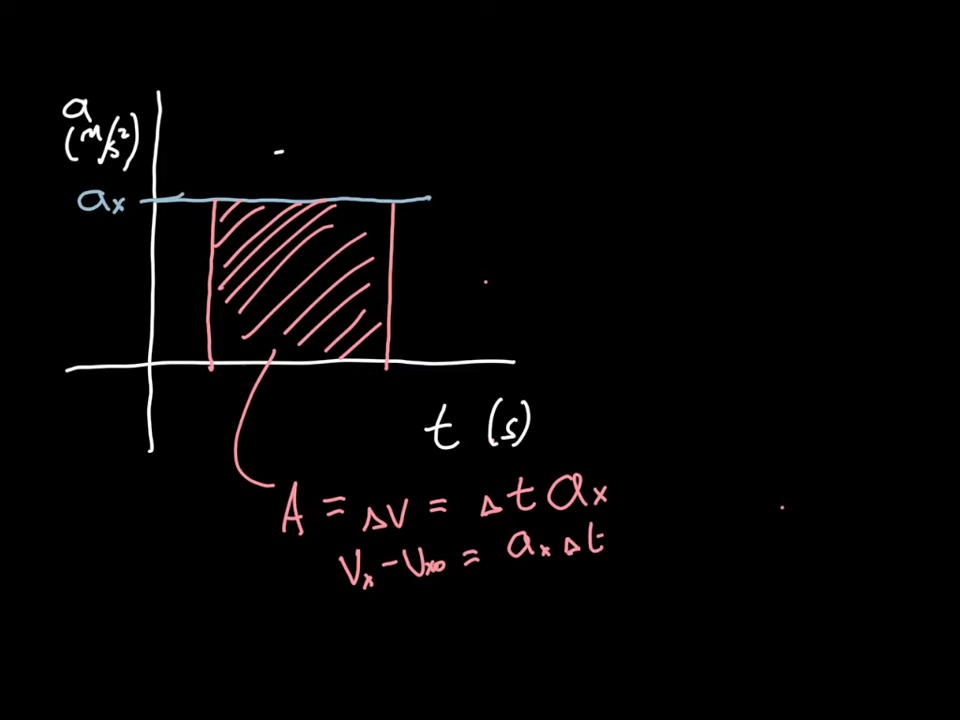 a
(m/s²)
aₓ
t (s)
A = ΔV = Δt aₓ
Vₓ - Vₓ₀ = aₓ Δt